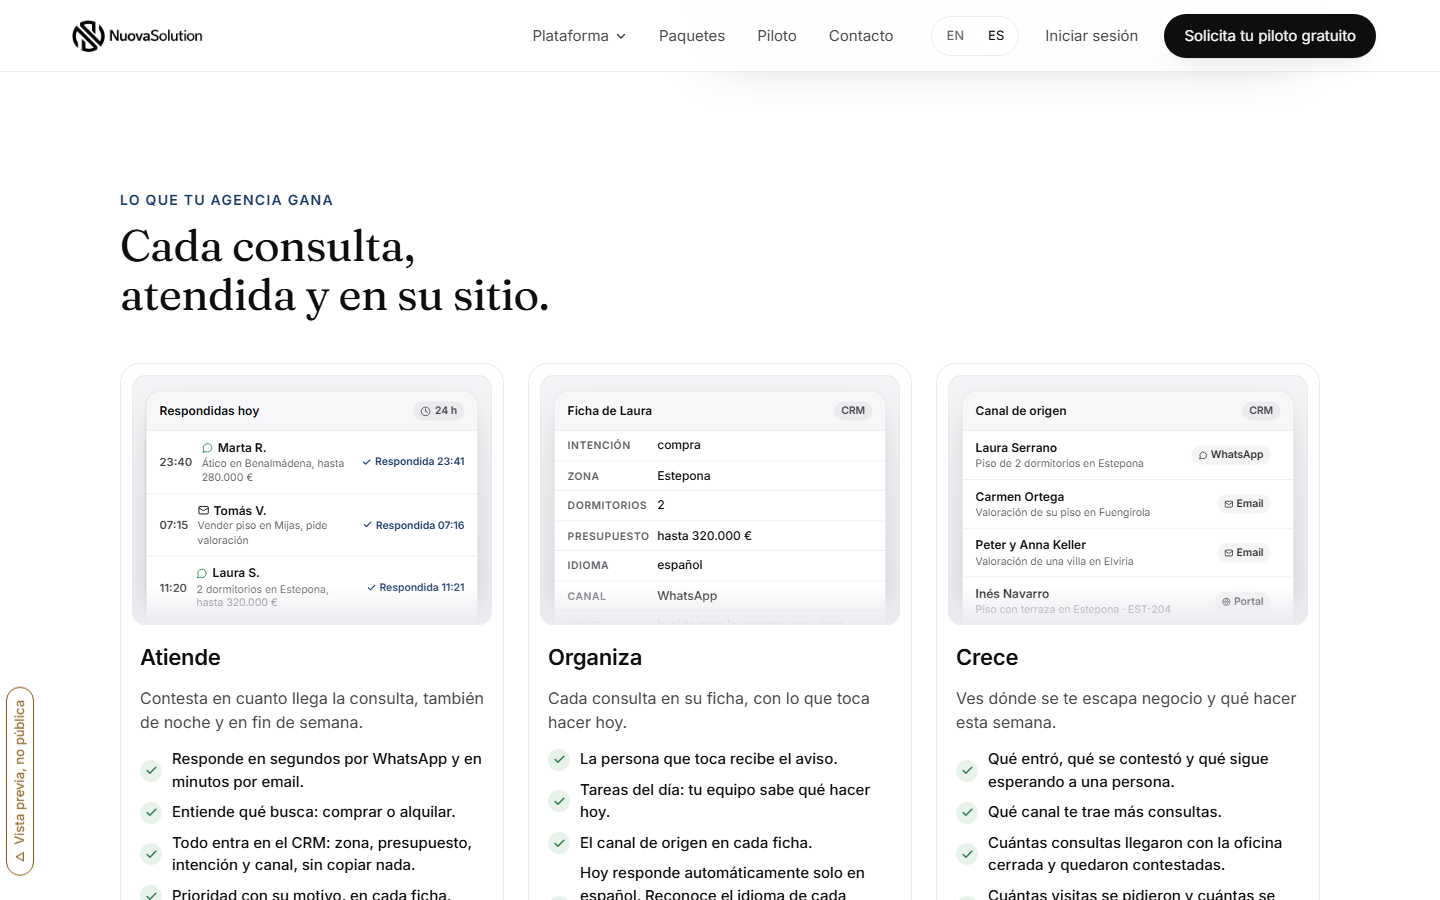 NuovaSolution
Plataforma
Paquetes
Piloto
Contacto
EN
ES
Iniciar sesión
Solicita tu piloto gratuito
LO QUE TU AGENCIA GANA
Cada consulta,
atendida y en su sitio.
Respondidas hoy
24 h
23:40
Marta R.
Ático en Benalmádena, hasta
280.000 €
Respondida 23:41
07:15
Tomás V.
Vender piso en Mijas, pide
valoración
Respondida 07:16
11:20
Laura S.
2 dormitorios en Estepona,
hasta 320.000 €
Respondida 11:21
Atiende
Contesta en cuanto llega la consulta, también
de noche y en fin de semana.
Responde en segundos por WhatsApp y en
minutos por email.
Entiende qué busca: comprar o alquilar.
Todo entra en el CRM: zona, presupuesto,
intención y canal, sin copiar nada.
Prioridad con su motivo, en cada ficha.
Ficha de Laura
CRM
INTENCIÓN compra
ZONA Estepona
DORMITORIOS 2
PRESUPUESTO hasta 320.000 €
IDIOMA español
CANAL WhatsApp
Organiza
Cada consulta en su ficha, con lo que toca
hacer hoy.
La persona que toca recibe el aviso.
Tareas del día: tu equipo sabe qué hacer
hoy.
El canal de origen en cada ficha.
Hoy responde automáticamente solo en
español. Reconoce el idioma de cada
Canal de origen
CRM
Laura Serrano
Piso de 2 dormitorios en Estepona
WhatsApp
Carmen Ortega
Valoración de su piso en Fuengirola
Email
Peter y Anna Keller
Valoración de una villa en Elviria
Email
Inés Navarro
Piso con terraza en Estepona · EST-204
Portal
Crece
Ves dónde se te escapa negocio y qué hacer
esta semana.
Qué entró, qué se contestó y qué sigue
esperando a una persona.
Qué canal te trae más consultas.
Cuántas consultas llegaron con la oficina
cerrada y quedaron contestadas.
Cuántas visitas se pidieron y cuántas se
Vista previa, no pública